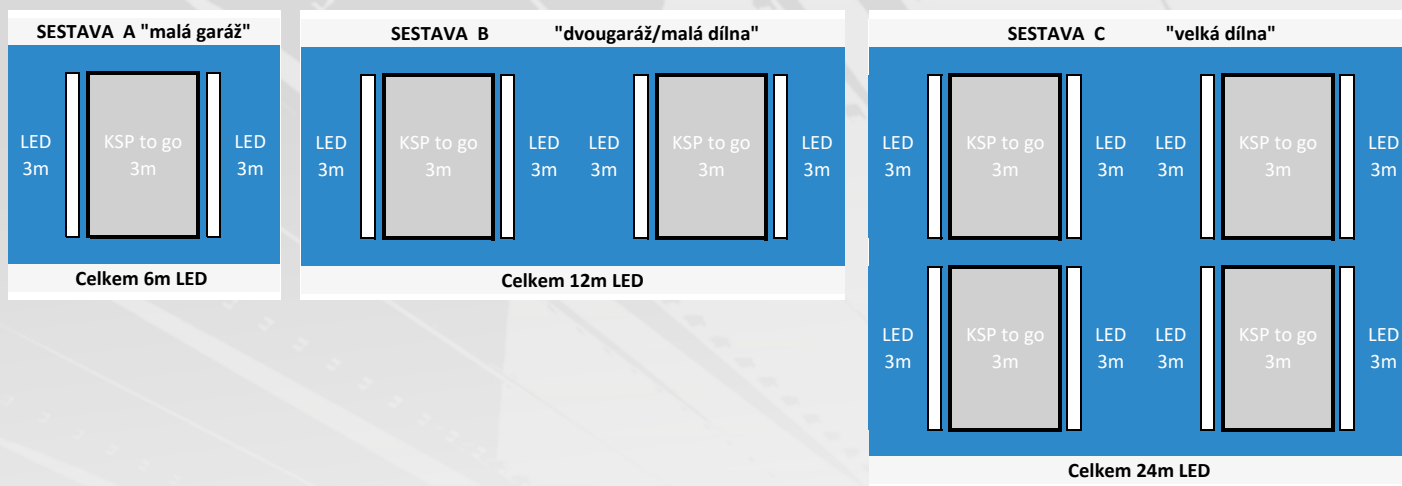 SESTAVA A "malá garáž"
LED
3m
KSP to go
3m
LED
3m
Celkem 6m LED
SESTAVA B "dvougaráž/malá dílna"
LED
3m
KSP to go
3m
LED
3m
LED
3m
KSP to go
3m
LED
3m
Celkem 12m LED
SESTAVA C "velká dílna"
LED
3m
KSP to go
3m
LED
3m
LED
3m
KSP to go
3m
LED
3m
LED
3m
KSP to go
3m
LED
3m
LED
3m
KSP to go
3m
LED
3m
Celkem 24m LED